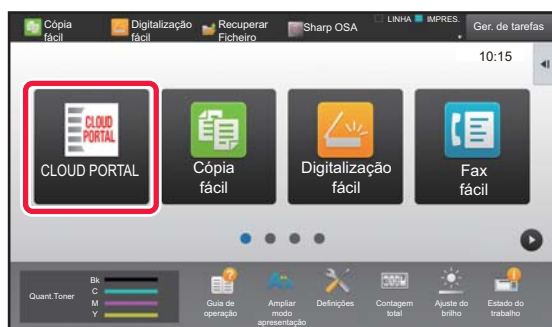 Cópia
fácil
Digitalização
fácil
Recuperar
Ficheiro
Sharp OSA
LINHA
IMPRES.
Ger. de tarefas
10:15
CLOUD
PORTAL
CLOUD PORTAL
Cópia
fácil
Digitalização
fácil
Fax
fácil
Quant.Toner
Bk
C
M
Y
Guia de
operação
Ampliar
modo
apresentação
Definições
Contagem
total
Ajuste do
brilho
Estado do
trabalho